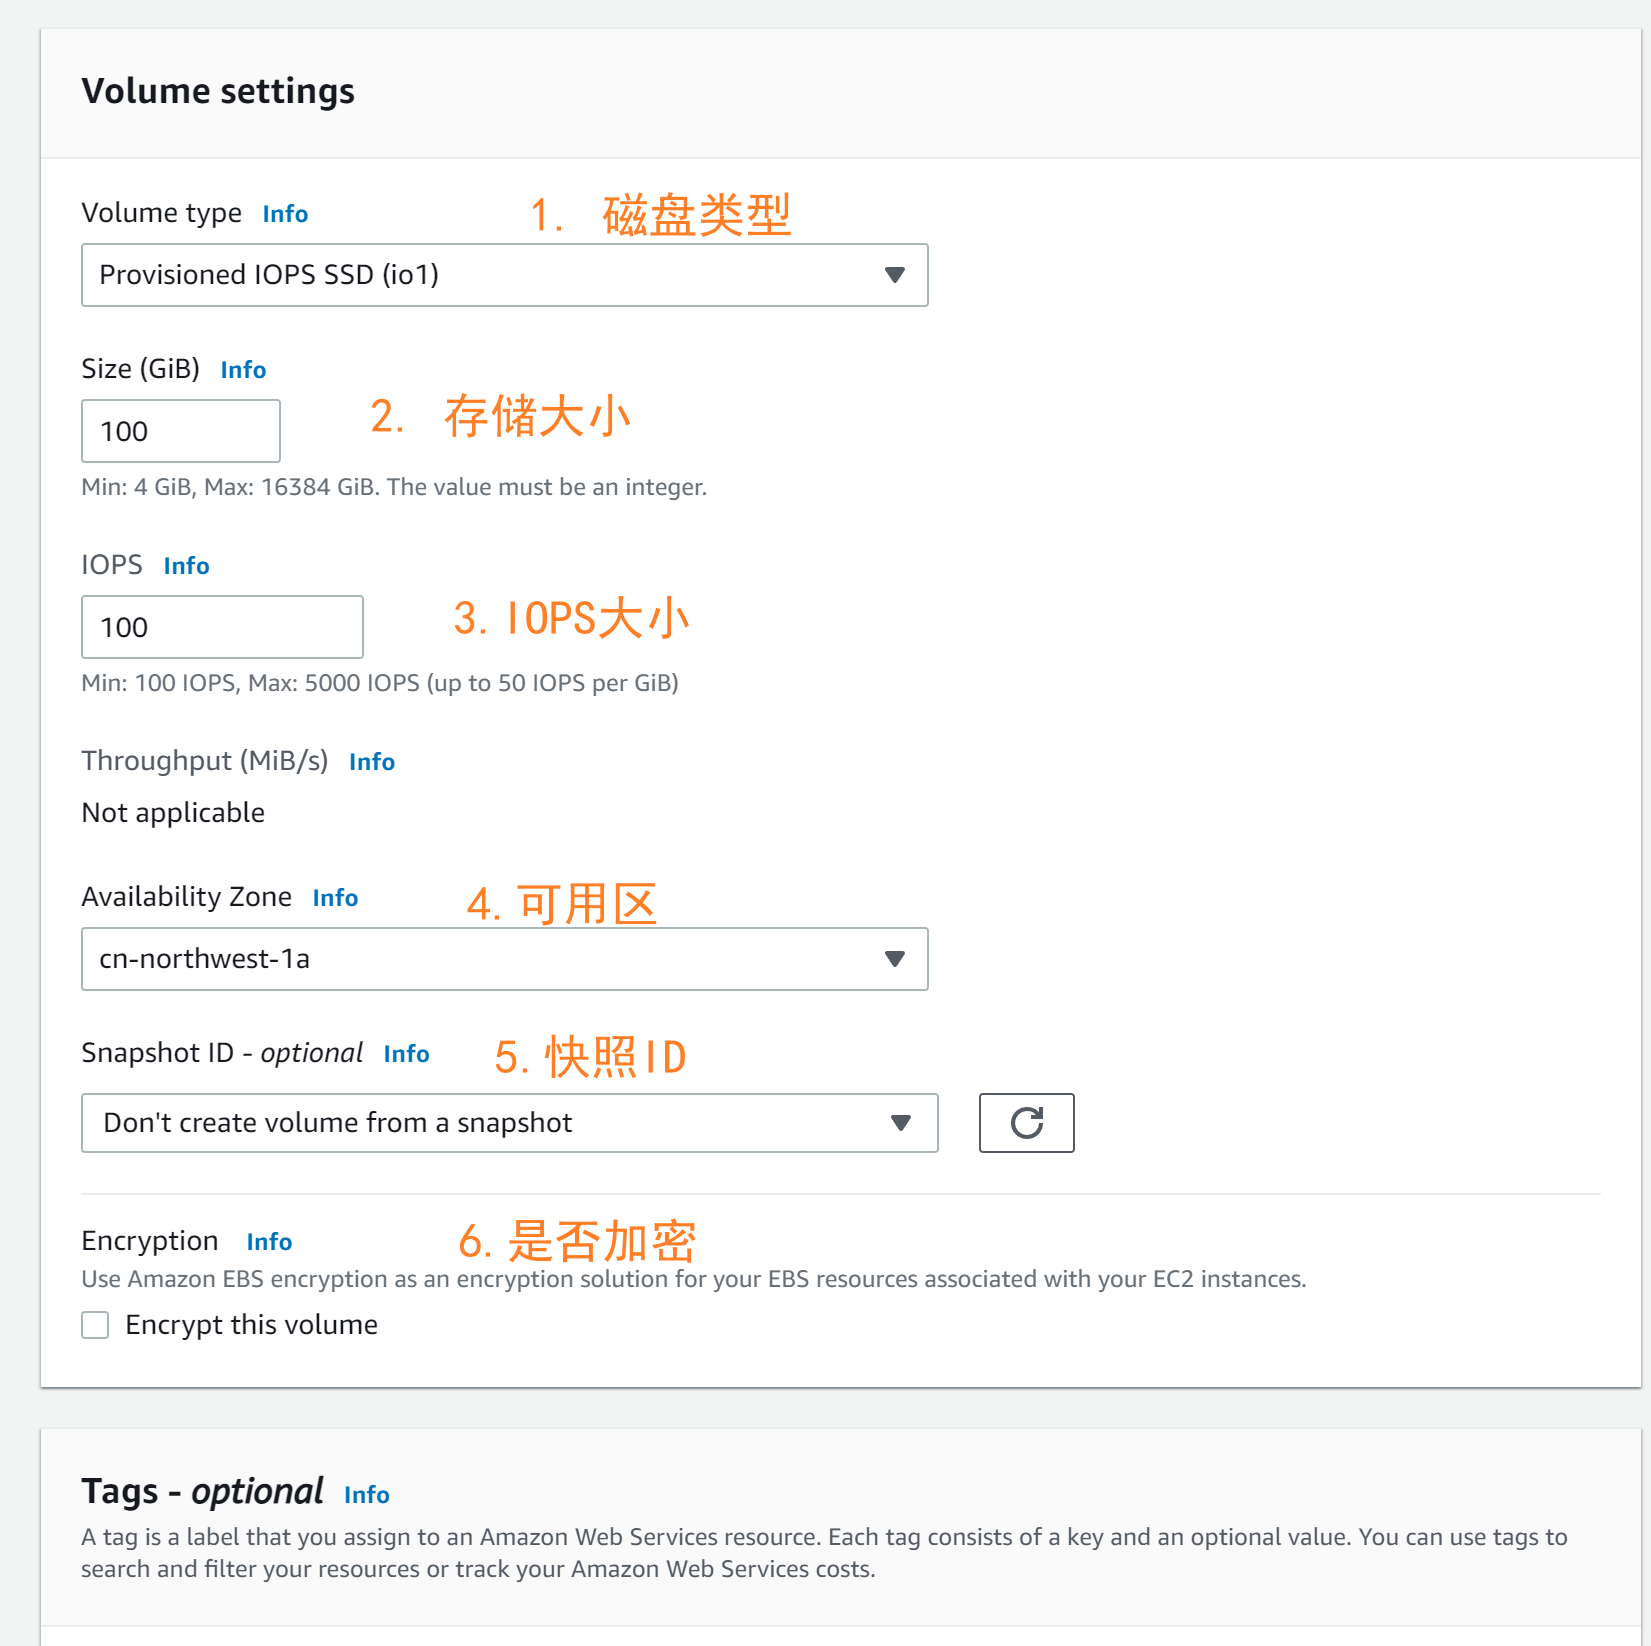 Volume settings
Volume type Info 1. 磁盘类型
Provisioned IOPS SSD (io1)
Size (GiB) Info
100 2. 存储大小
Min: 4 GiB, Max: 16384 GiB. The value must be an integer.
IOPS Info
100 3. IOPS大小
Min: 100 IOPS, Max: 5000 IOPS (up to 50 IOPS per GiB)
Throughput (MiB/s) Info
Not applicable
Availability Zone Info 4. 可用区
cn-northwest-1a
Snapshot ID - optional Info 5. 快照ID
Don't create volume from a snapshot
Encryption Info 6. 是否加密
Use Amazon EBS encryption as an encryption solution for your EBS resources associated with your EC2 instances.
Encrypt this volume
Tags - optional Info
A tag is a label that you assign to an Amazon Web Services resource. Each tag consists of a key and an optional value. You can use tags to
search and filter your resources or track your Amazon Web Services costs.